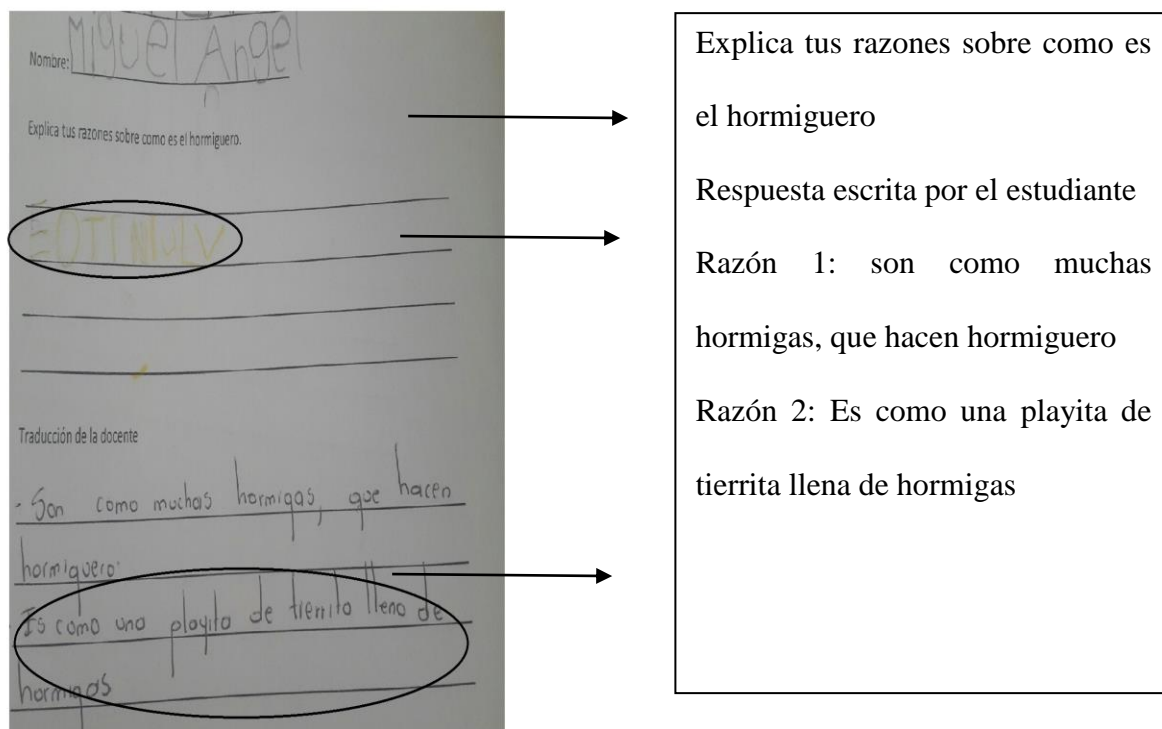 Nombre: Miguel Angel
Explica tus razones sobre como es el hormiguero.
EOTINIULV
Traducción de la docente
- Son como muchas hormigas, que hacen
hormiguero.
- Es como una playita de tierrita lleno de
hormigas
Explica tus razones sobre como es
el hormiguero
Respuesta escrita por el estudiante
Razón 1: son como muchas
hormigas, que hacen hormiguero
Razón 2: Es como una playita de
tierrita llena de hormigas